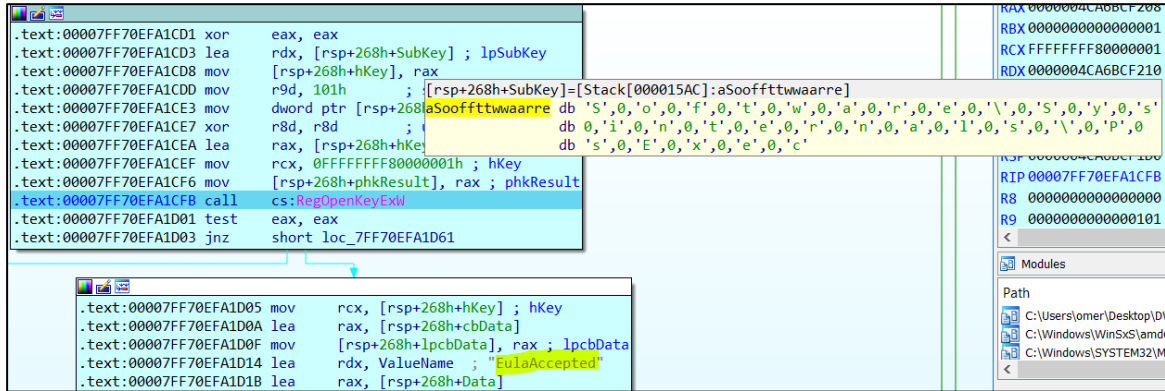 .text:00007FF70EFA1CD1 xor eax, eax
.text:00007FF70EFA1CD3 lea rdx, [rsp+268h+SubKey] ; lpSubKey
.text:00007FF70EFA1CD8 mov [rsp+268h+hKey], rax
.text:00007FF70EFA1CDD mov r9d, 101h ;
.text:00007FF70EFA1CE3 mov dword ptr [rsp+268
.text:00007FF70EFA1CE7 xor r8d, r8d ;
.text:00007FF70EFA1CEA lea rax, [rsp+268h+hKe
.text:00007FF70EFA1CEF mov rcx, 0FFFFFFFF80000001h ; hKey
.text:00007FF70EFA1CF6 mov [rsp+268h+phkResult], rax ; phkResult
.text:00007FF70EFA1CFB call cs:RegOpenKeyExW
.text:00007FF70EFA1D01 test eax, eax
.text:00007FF70EFA1D03 jnz short loc_7FF70EFA1D61
[rsp+268h+SubKey]=[Stack[000015AC]:aSooffttwwaarre]
aSooffttwwaarre db 'S',0,'o',0,'f',0,'t',0,'w',0,'a',0,'r',0,'e',0,'\',0,'S',0,'y',0,'s'
db 0,'i',0,'n',0,'t',0,'e',0,'r',0,'n',0,'a',0,'l',0,'s',0,'\',0,'P',0
db 's',0,'E',0,'x',0,'e',0,'c'
.text:00007FF70EFA1D05 mov rcx, [rsp+268h+hKey] ; hKey
.text:00007FF70EFA1D0A lea rax, [rsp+268h+cbData]
.text:00007FF70EFA1D0F mov [rsp+268h+lpcbData], rax ; lpcbData
.text:00007FF70EFA1D14 lea rdx, ValueName ; "EulaAccepted"
.text:00007FF70EFA1D1B lea rax, [rsp+268h+Data]
RAX 0000004CA6BCF208
RBX 0000000000000001
RCX FFFFFFFF80000001
RDX 0000004CA6BCF210
RIP 00007FF70EFA1CFB
R8 0000000000000000
R9 0000000000000101
Modules
Path
C:\Users\omer\Desktop\D\
C:\Windows\WinSxS\amd
C:\Windows\SYSTEM32\M